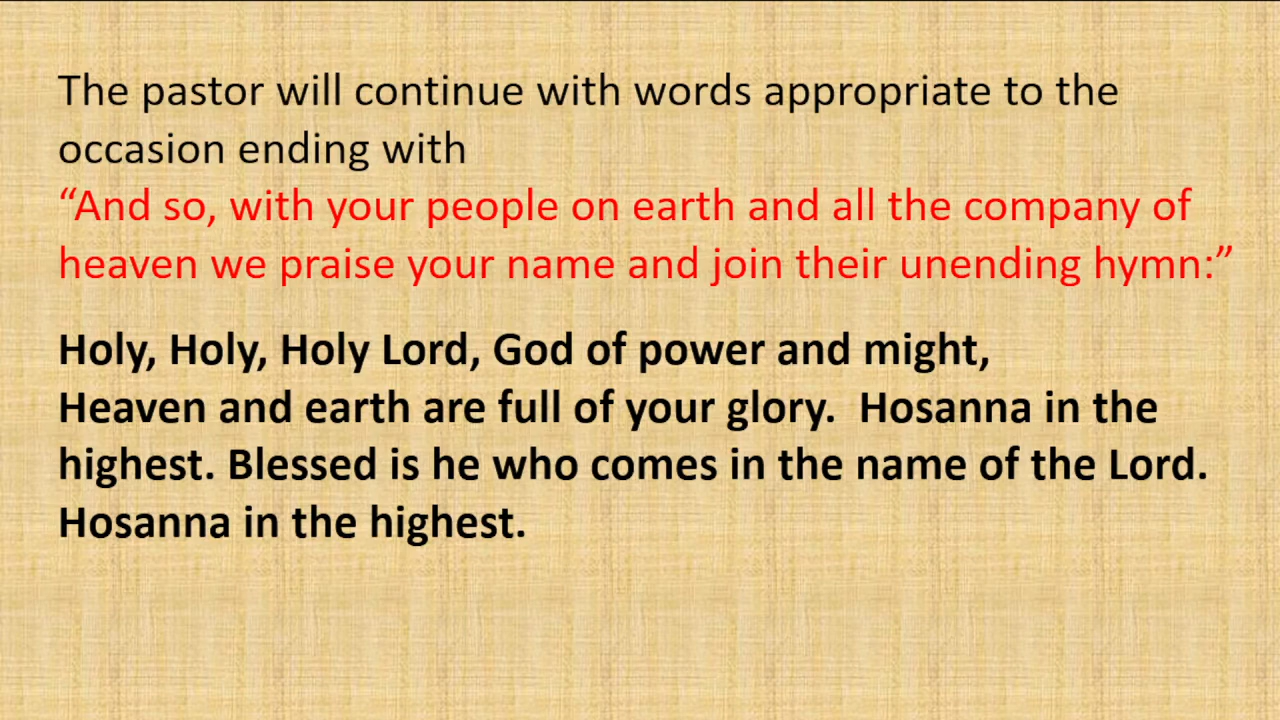 The pastor will continue with words appropriate to the
occasion ending with
“And so, with your people on earth and all the company of
heaven we praise your name and join their unending hymn:”
Holy, Holy, Holy Lord, God of power and might,
Heaven and earth are full of your glory.  Hosanna in the
highest. Blessed is he who comes in the name of the Lord.
Hosanna in the highest.